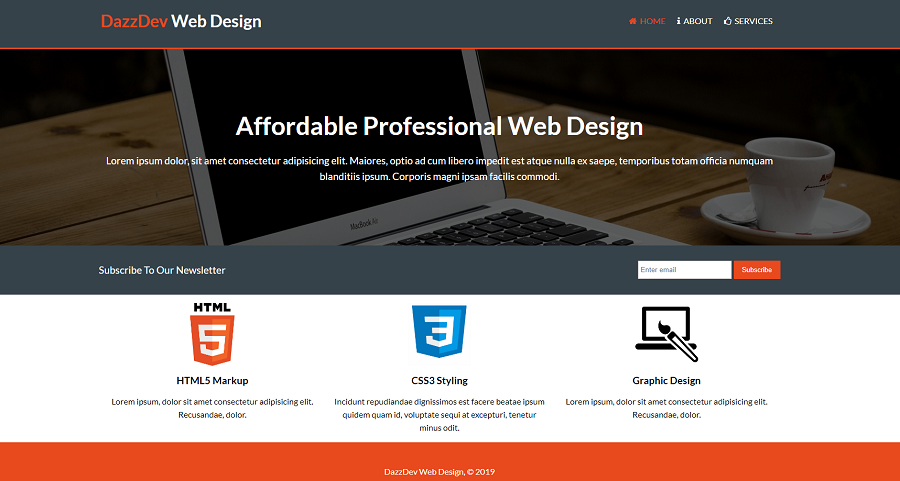 DazzDev Web Design
HOME ABOUT SERVICES
Affordable Professional Web Design
Lorem ipsum dolor, sit amet consectetur adipisicing elit. Maiores, optio ad cum libero impedit est atque nulla ex saepe, temporibus totam officia numquam
blanditiis ipsum. Corporis magni ipsam facilis commodi.
MacBook Air
Subscribe To Our Newsletter
Enter email
Subscribe
HTML
5
3
HTML5 Markup
CSS3 Styling
Graphic Design
Lorem ipsum, dolor sit amet consectetur adipisicing elit.
Recusandae, dolor.
Incidunt repudiandae dignissimos est facere beatae ipsum
quidem quam id, voluptate sequi at excepturi, tenetur
minus odit.
Lorem ipsum, dolor sit amet consectetur adipisicing elit.
Recusandae, dolor.
DazzDev Web Design, © 2019